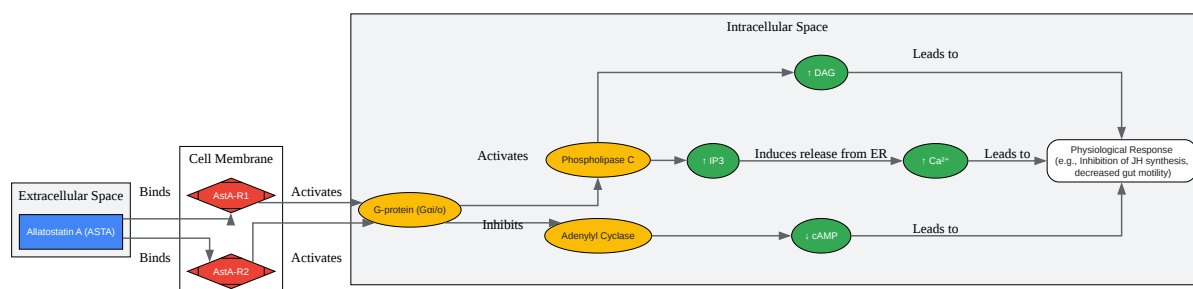 Intracellular Space
Leads to
↑ DAG
Cell Membrane
Activates
Phospholipase C
↑ IP3
Induces release from ER
↑ Ca²⁺
Leads to
Physiological Response
(e.g., Inhibition of JH synthesis,
decreased gut motility)
Extracellular Space
Binds
AstA-R1
Activates
G-protein (Gαi/o)
Allatostatin A (ASTA)
Inhibits
Adenylyl Cyclase
↓ cAMP
Leads to
Binds
AstA-R2
Activates